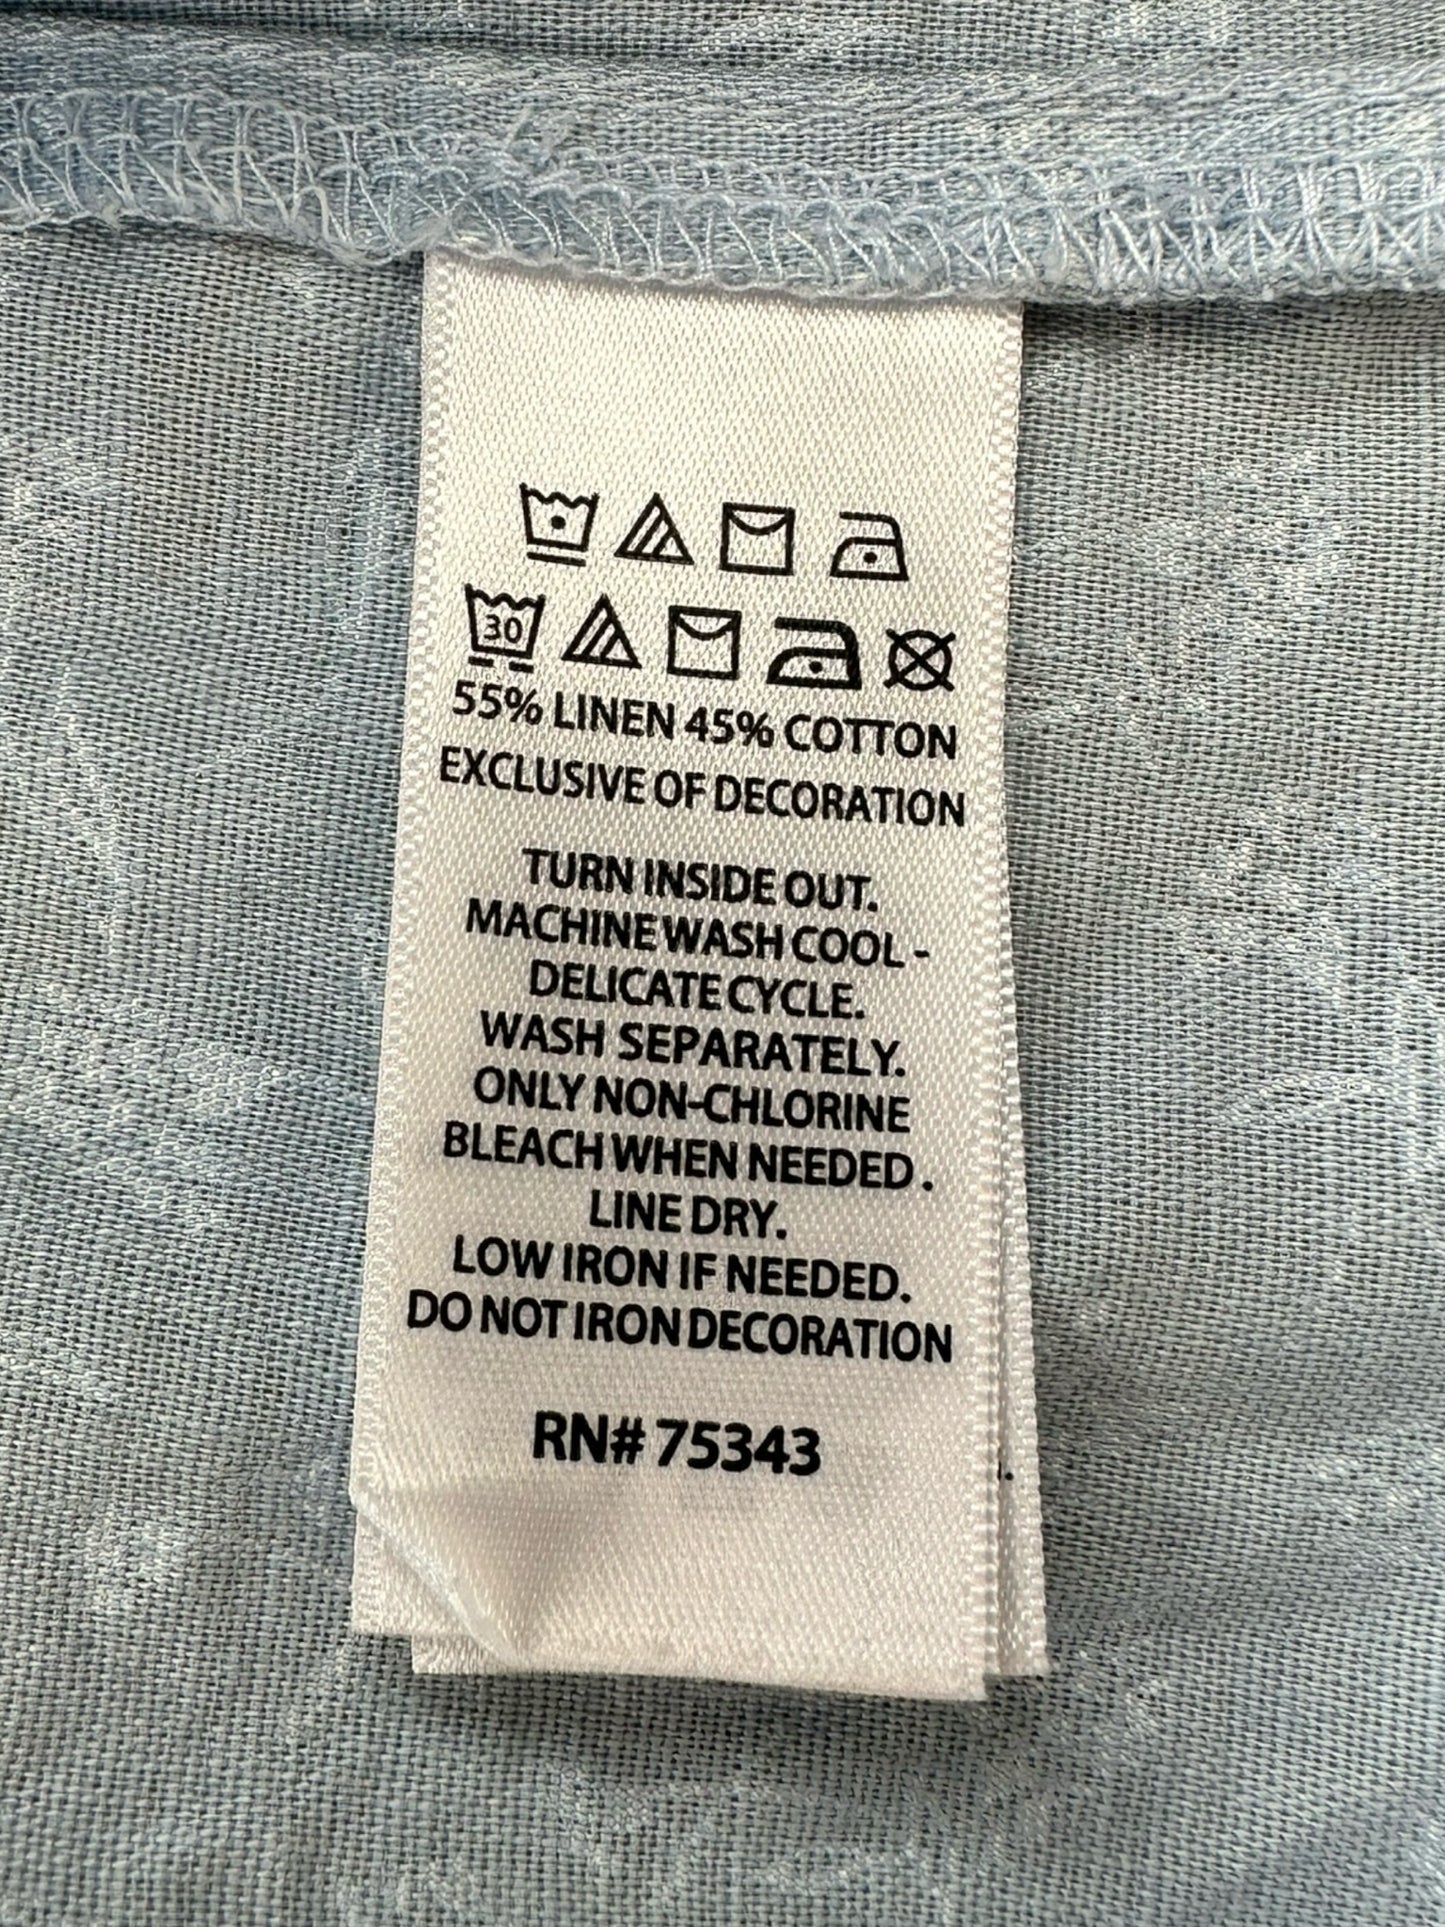 30
55% LINEN 45% COTTON
EXCLUSIVE OF DECORATION
TURN INSIDE OUT.
MACHINE WASH COOL -
DELICATE CYCLE.
WASH SEPARATELY.
ONLY NON-CHLORINE
BLEACH WHEN NEEDED.
LINE DRY.
LOW IRON IF NEEDED.
DO NOT IRON DECORATION
RN# 75343